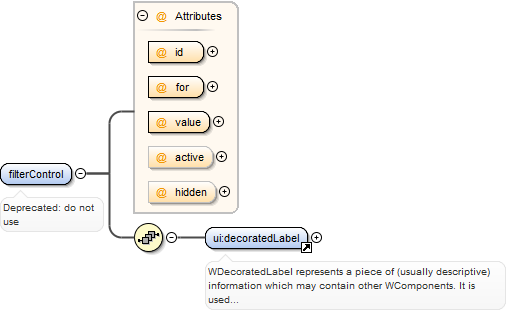 Attributes
@ id
@ for
@ value
@ active
@ hidden
filterControl
Deprecated: do not
use
ui:decoratedLabel
WDecoratedLabel represents a piece of (usually descriptive)
information which may contain other WComponents. It is
used...